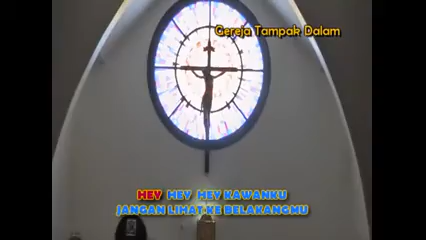 Gereja Tampak Dalam
HEY HEY HEY KAWANKU
JANGAN LIHAT KE BELAKANGMU